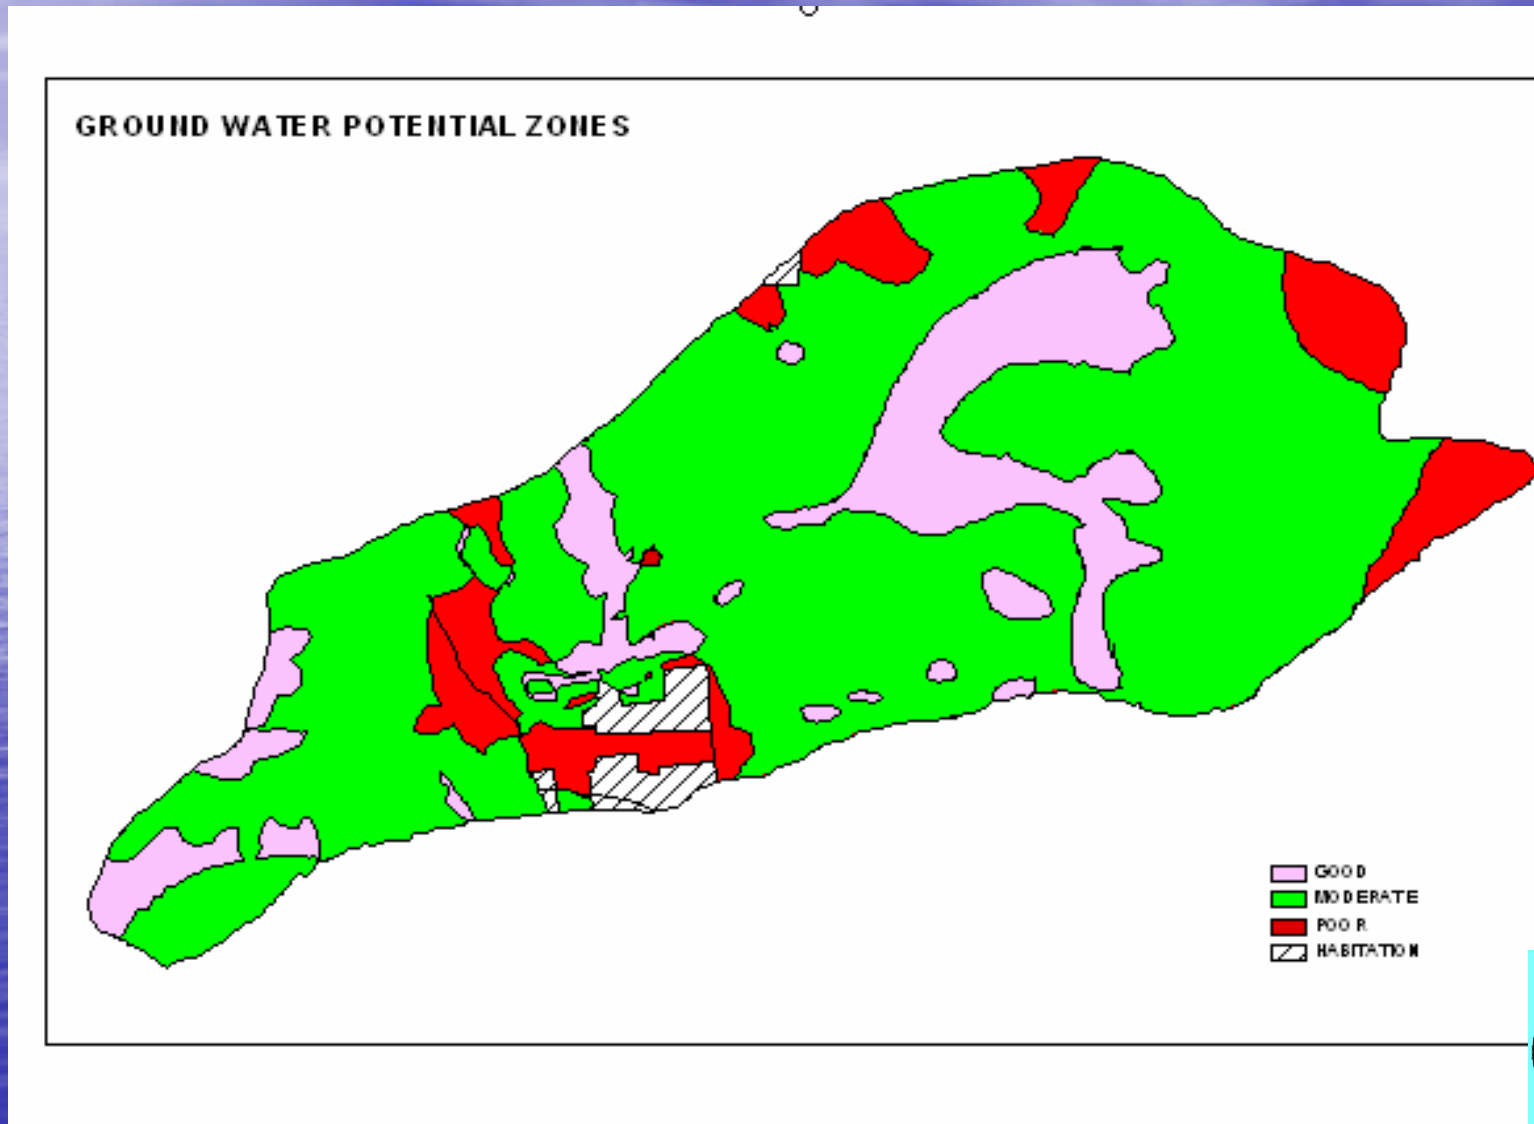 GROUND WATER POTENTIAL ZONES
GOOD
MODERATE
POOR
HABITATION